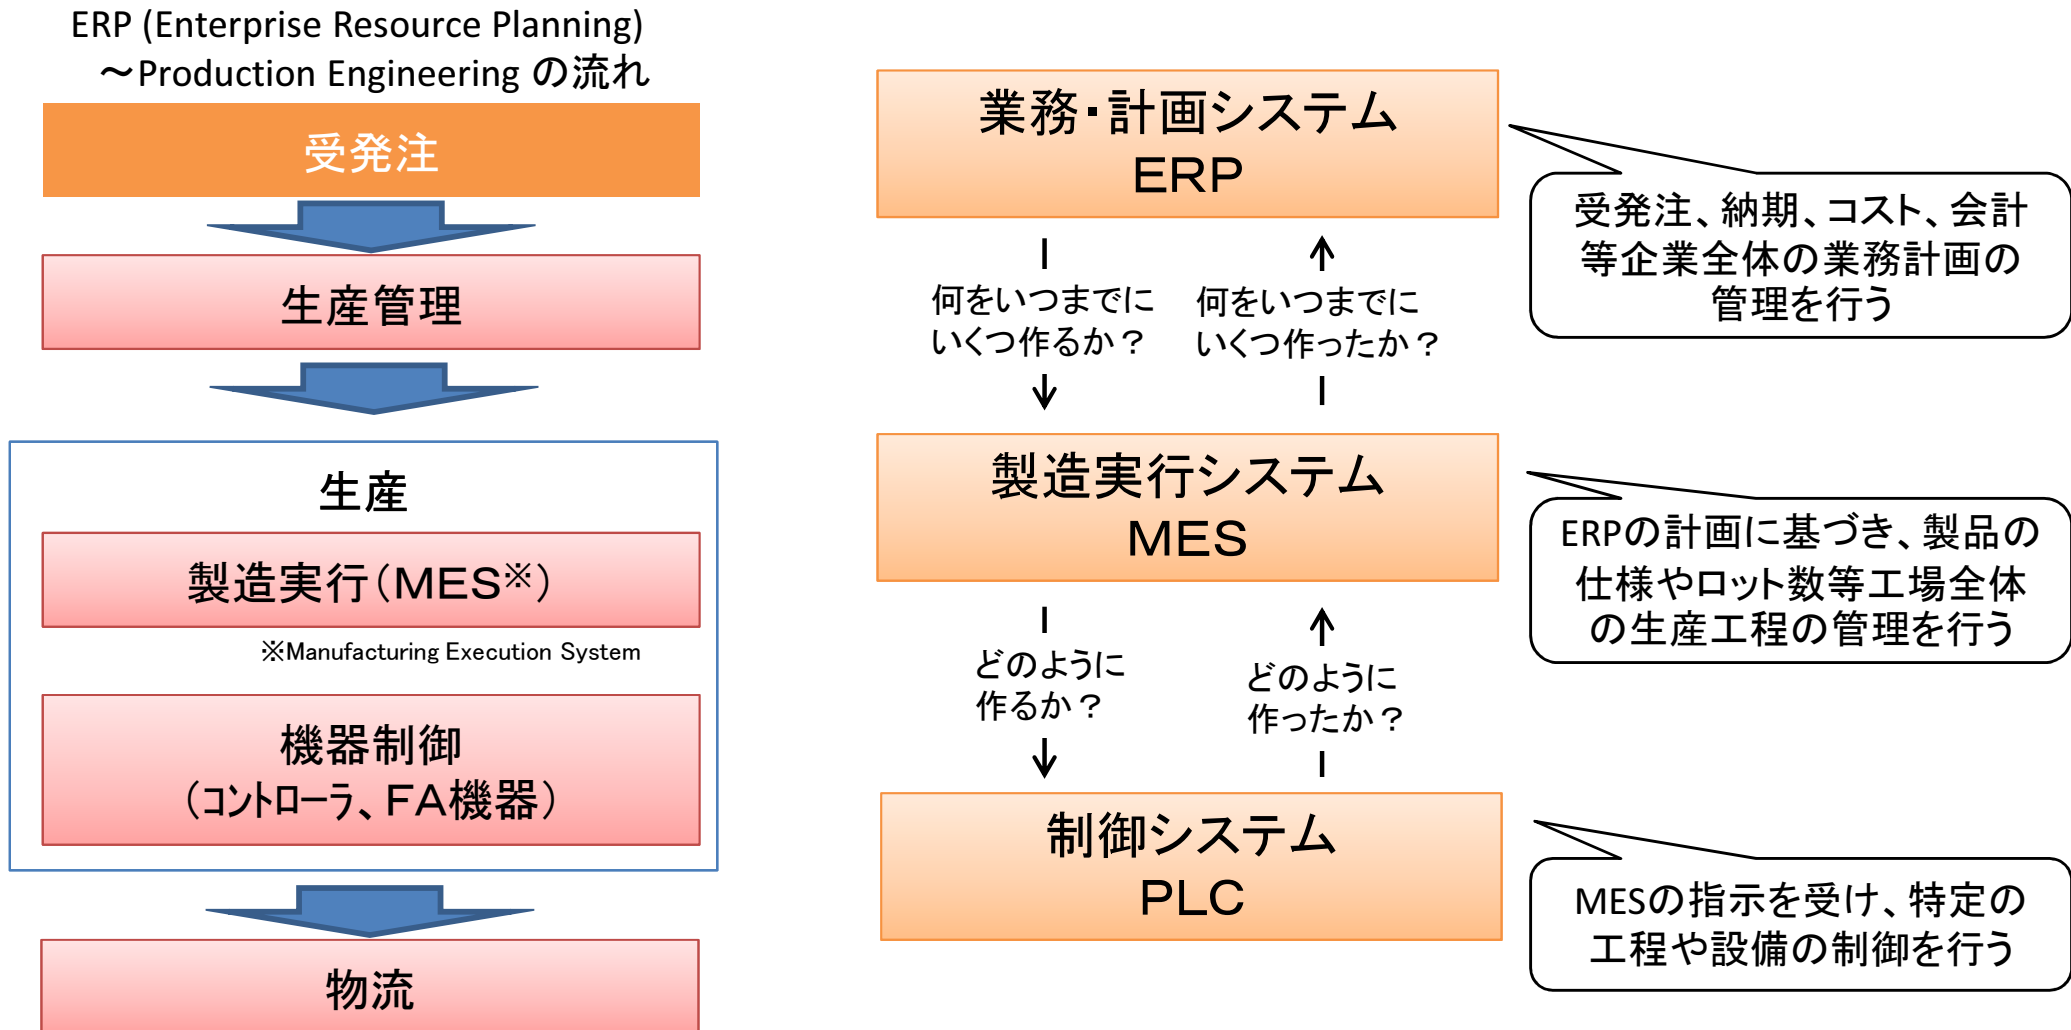 ERP (Enterprise Resource Planning)
～Production Engineering の流れ
受発注
生産管理
生産
製造実行（ＭＥＳ※）
※Manufacturing Execution System
機器制御
（コントローラ、ＦＡ機器）
物流
業務・計画システム
ＥＲＰ
何をいつまでに
いくつ作るか？
何をいつまでに
いくつ作ったか？
製造実行システム
ＭＥＳ
どのように
作るか？
どのように
作ったか？
制御システム
ＰＬＣ
受発注、納期、コスト、会計
等企業全体の業務計画の
管理を行う
ERPの計画に基づき、製品の
仕様やロット数等工場全体
の生産工程の管理を行う
MESの指示を受け、特定の
工程や設備の制御を行う